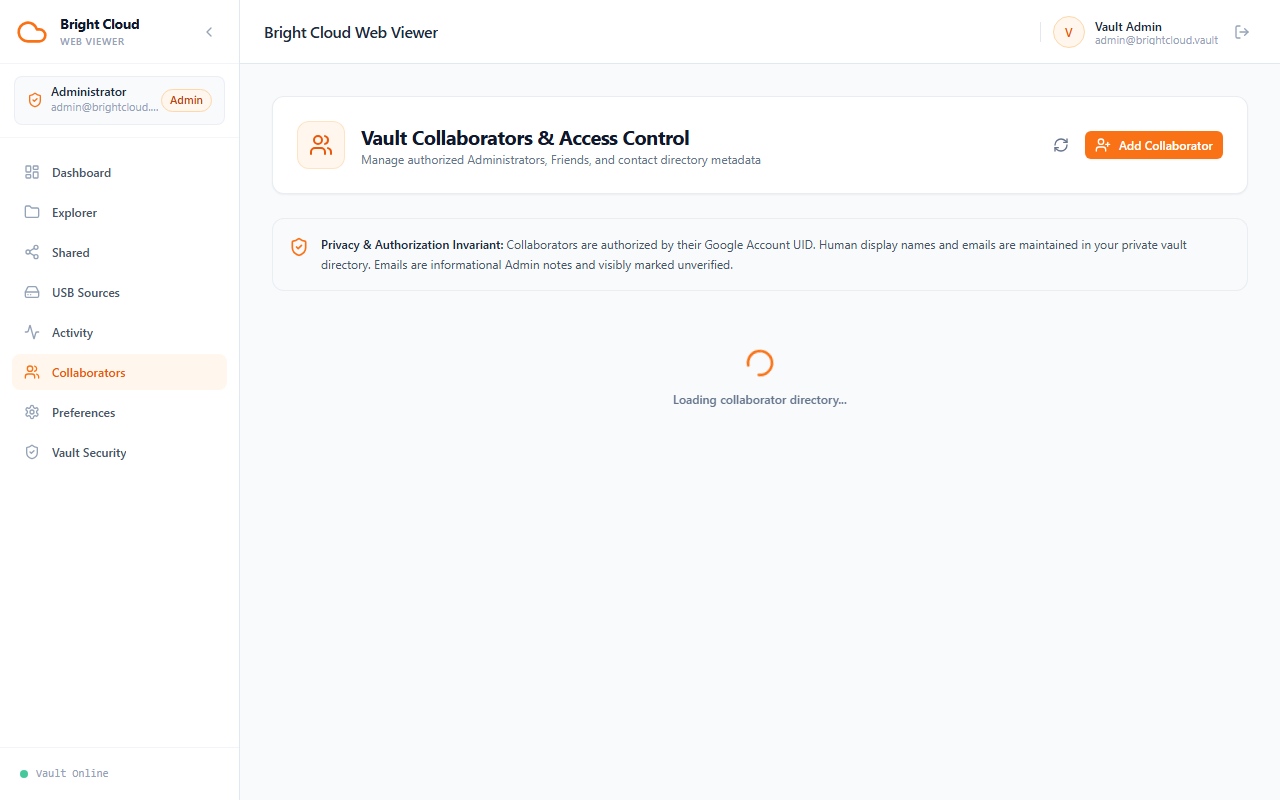 Bright Cloud
WEB VIEWER
Bright Cloud Web Viewer
V
Vault Admin
admin@brightcloud.vault
Administrator
admin@brightcloud....
Admin
Dashboard
Explorer
Shared
USB Sources
Activity
Collaborators
Preferences
Vault Security
Vault Online
Vault Collaborators & Access Control
Manage authorized Administrators, Friends, and contact directory metadata
Add Collaborator
Privacy & Authorization Invariant: Collaborators are authorized by their Google Account UID. Human display names and emails are maintained in your private vault
directory. Emails are informational Admin notes and visibly marked unverified.
Loading collaborator directory...